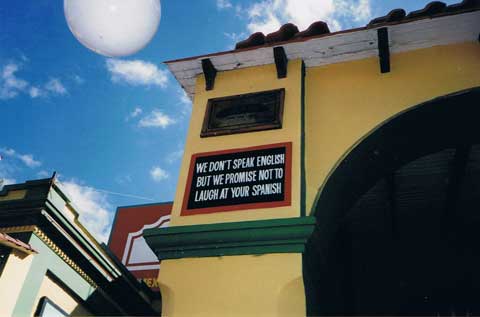 WE DON'T SPEAK ENGLISH
BUT WE PROMISE NOT TO
LAUGH AT YOUR SPANISH